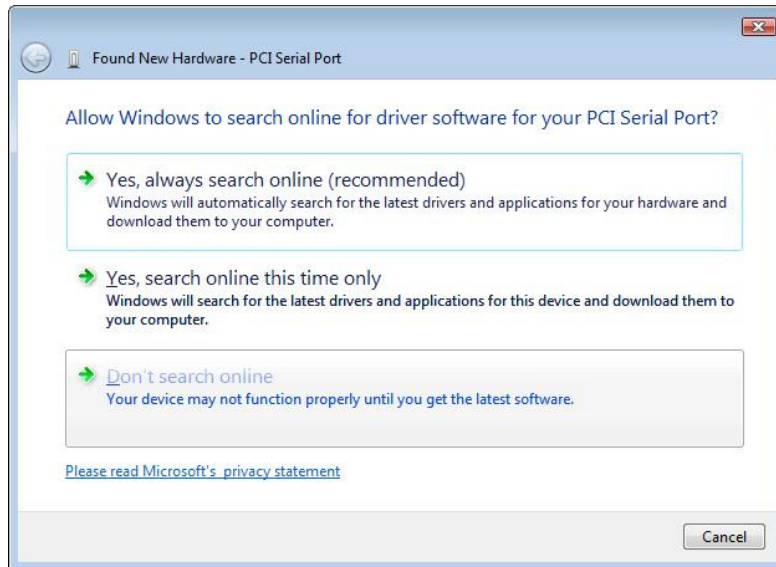 Found New Hardware - PCI Serial Port
Allow Windows to search online for driver software for your PCI Serial Port?
Yes, always search online (recommended)
Windows will automatically search for the latest drivers and applications for your hardware and
download them to your computer.
Yes, search online this time only
Windows will search for the latest drivers and applications for this device and download them to
your computer.
Don't search online
Your device may not function properly until you get the latest software.
Please read Microsoft's privacy statement
Cancel